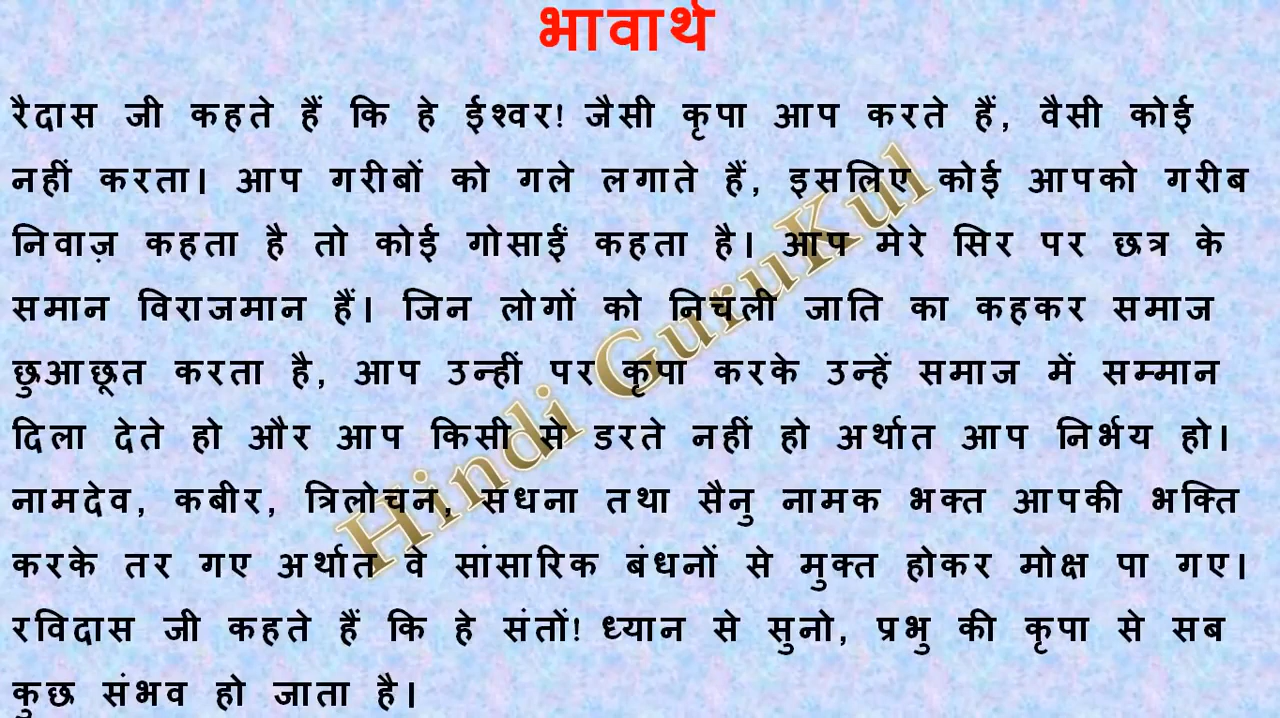 भावार्थ
रैदास जी कहते हैं कि हे ईश्वर! जैसी कृपा आप करते हैं, वैसी कोई
नहीं करता। आप गरीबों को गले लगाते हैं, इसलिए कोई आपको गरीब
निवाज़ कहता है तो कोई गोसाईं कहता है। आप मेरे सिर पर छत्र के
समान विराजमान हैं। जिन लोगों को निचली जाति का कहकर समाज
छुआछूत करता है, आप उन्हीं पर कृपा करके उन्हें समाज में सम्मान
दिला देते हो और आप किसी से डरते नहीं हो अर्थात आप निर्भय हो।
नामदेव, कबीर, त्रिलोचन, सधना तथा सैनु नामक भक्त आपकी भक्ति
करके तर गए अर्थात वे सांसारिक बंधनों से मुक्त होकर मोक्ष पा गए।
रविदास जी कहते हैं कि हे संतों! ध्यान से सुनो, प्रभु की कृपा से सब
कुछ संभव हो जाता है।
Hindi GuruKul